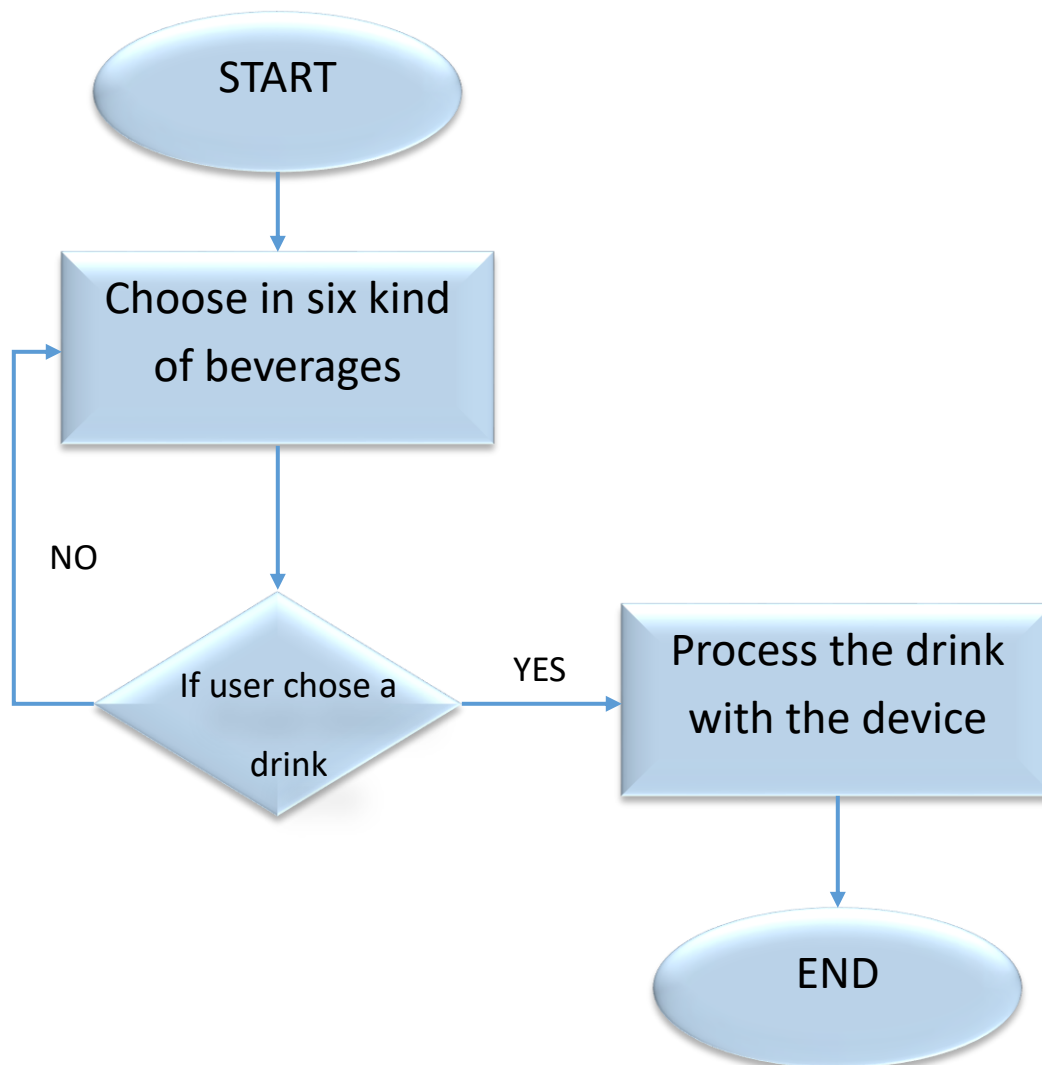 START
Choose in six kind
of beverages
NO
If user chose a
drink
YES
Process the drink
with the device
END